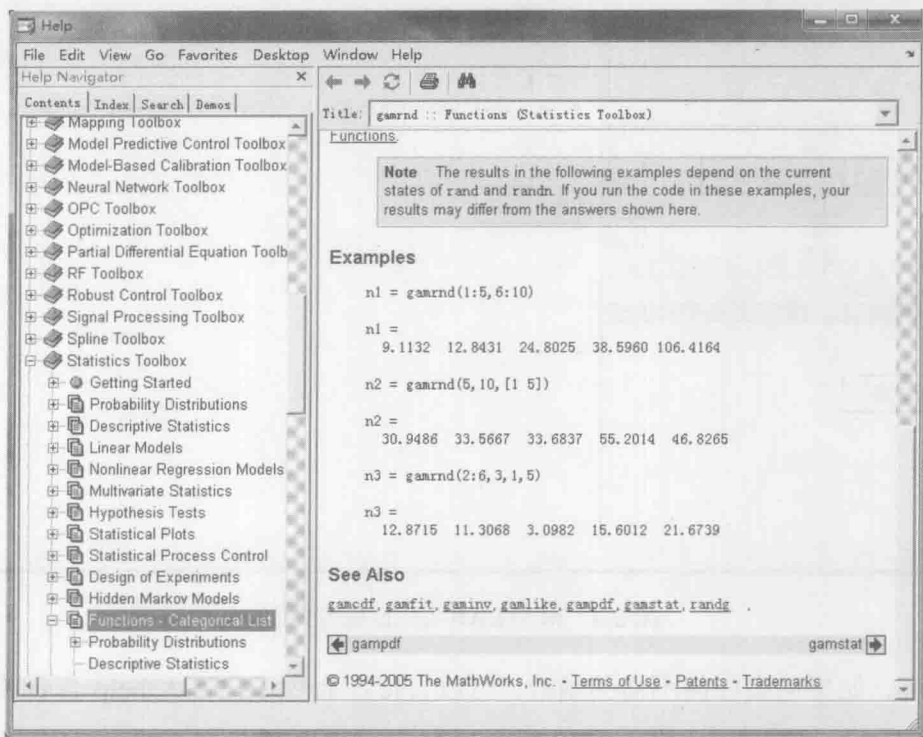 Help
File Edit View Go Favorites Desktop Window Help
Help Navigator
Contents Index Search Demos
Mapping Toolbox
Model Predictive Control Toolbox
Model-Based Calibration Toolbox
Neural Network Toolbox
OPC Toolbox
Optimization Toolbox
Partial Differential Equation Toolb
RF Toolbox
Robust Control Toolbox
Signal Processing Toolbox
Spline Toolbox
Statistics Toolbox
Getting Started
Probability Distributions
Descriptive Statistics
Linear Models
Nonlinear Regression Models
Multivariate Statistics
Hypothesis Tests
Statistical Plots
Statistical Process Control
Design of Experiments
Hidden Markov Models
Functions - Categorical List
Probability Distributions
Descriptive Statistics
Title: gamrnd :: Functions (Statistics Toolbox)
Functions.
Note The results in the following examples depend on the current
states of rand and randn. If you run the code in these examples, your
results may differ from the answers shown here.
Examples
n1 = gamrnd(1:5,6:10)
n1 =
9.1132 12.8431 24.8025 38.5960 106.4164
n2 = gamrnd(5,10,[1 5])
n2 =
30.9486 33.5667 33.6837 55.2014 46.8265
n3 = gamrnd(2:6,3,1,5)
n3 =
12.8715 11.3068 3.0982 15.6012 21.6739
See Also
gamcdf, gamfit, gaminv, gamlike, gampdf, gamstat, randg .
gampdf gamstat
© 1994-2005 The MathWorks, Inc. • Terms of Use • Patents • Trademarks